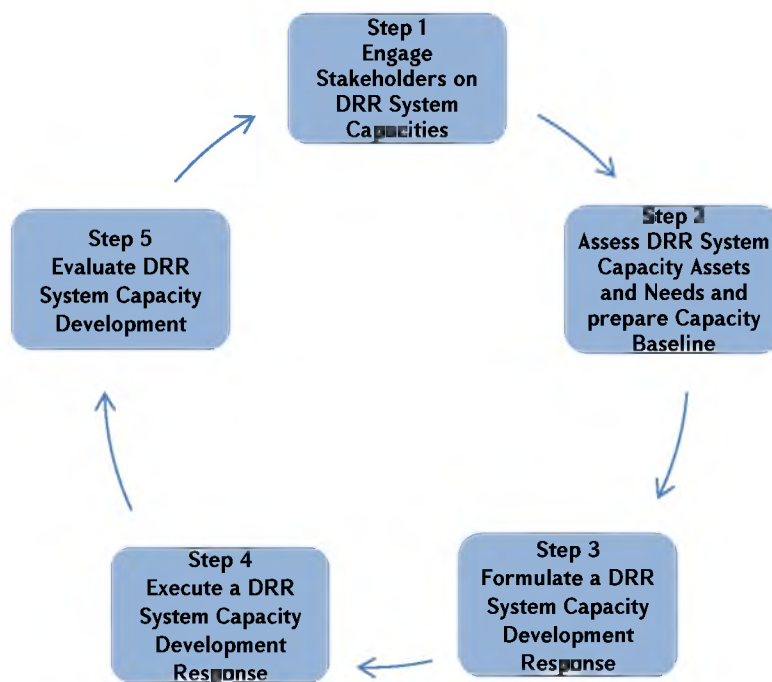 Step 1
Engage
Stakeholders on
DRR System
Capacities
Step 2
Assess DRR System
Capacity Assets
and Needs and
prepare Capacity
Baseline
Step 3
Formulate a DRR
System Capacity
Development
Response
Step 4
Execute a DRR
System Capacity
Development
Response
Step 5
Evaluate DRR
System Capacity
Development